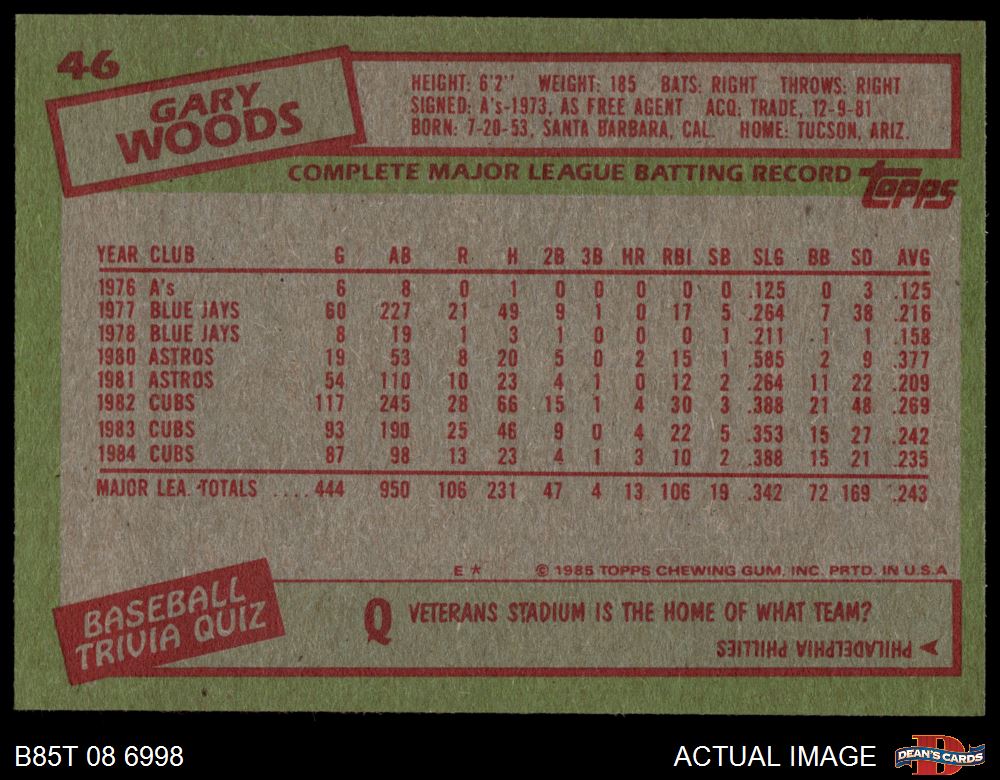 46
GARY
WOODS
HEIGHT: 6'2" WEIGHT: 185 BATS: RIGHT THROWS: RIGHT
SIGNED: A's-1973, AS FREE AGENT ACQ: TRADE, 12-9-81
BORN: 7-20-53, SANTA BARBARA, CAL. HOME: TUCSON, ARIZ.
COMPLETE MAJOR LEAGUE BATTING RECORD
TOPPS
YEAR CLUB G AB R H 2B 3B HR RBI SB SLG BB SO AVG
1976 A's 6 8 0 1 0 0 0 0 0 .125 0 3 .125
1977 BLUE JAYS 60 227 21 49 9 1 0 17 5 .264 7 38 .216
1978 BLUE JAYS 8 19 1 3 1 0 0 0 1 .211 1 1 .158
1980 ASTROS 19 53 8 20 5 0 2 15 1 .585 2 9 .377
1981 ASTROS 54 110 10 23 4 1 0 12 2 .264 11 22 .209
1982 CUBS 117 245 28 66 15 1 4 30 3 .388 21 48 .269
1983 CUBS 93 190 25 46 9 0 4 22 5 .353 15 27 .242
1984 CUBS 87 98 13 23 4 1 3 10 2 .388 15 21 .235
MAJOR LEA. TOTALS .... 444 950 106 231 47 4 13 106 19 .342 72 169 .243
E * © 1985 TOPPS CHEWING GUM, INC. PRTD. IN U.S.A
BASEBALL
TRIVIA QUIZ
Q VETERANS STADIUM IS THE HOME OF WHAT TEAM?
PHILADELPHIA PHILLIES
B85T 08 6998
ACTUAL IMAGE
D
DEAN'S CARDS